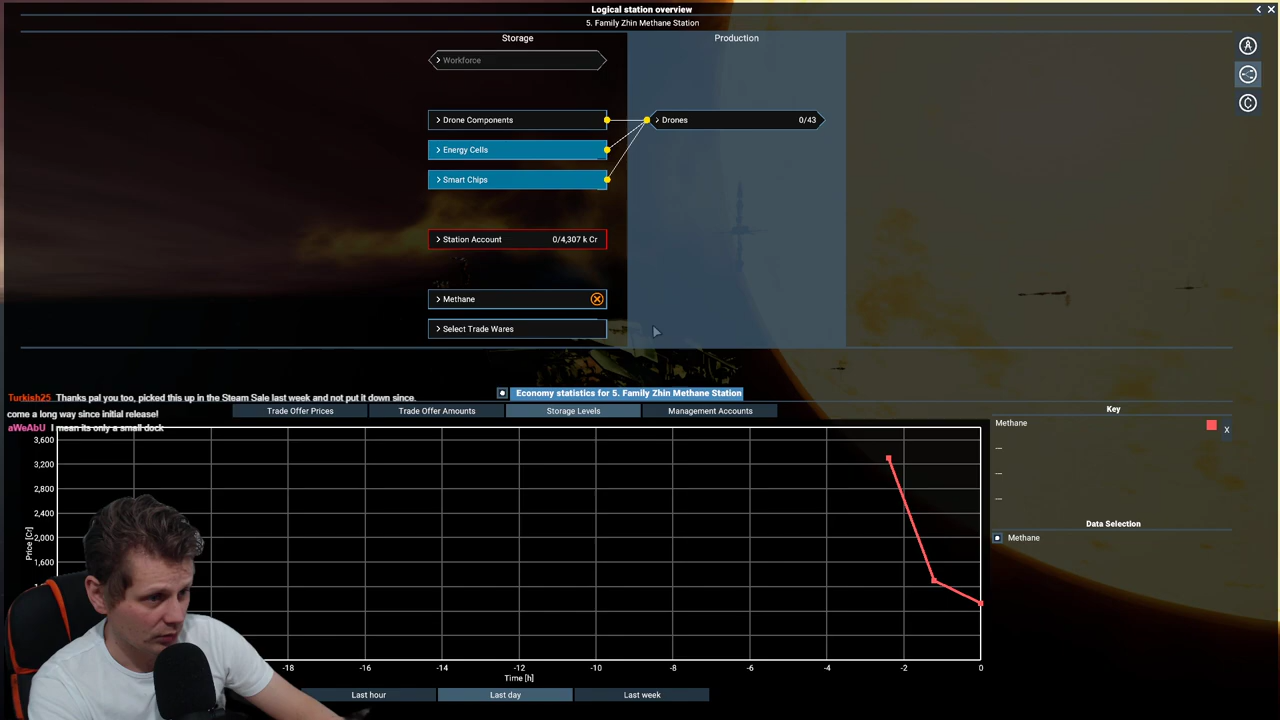 Logical station overview
5. Family Zhin Methane Station
Storage
Production
Workforce
Drone Components
Drones 0/43
Energy Cells
Smart Chips
Station Account 0/4,307 k Cr
Methane
Select Trade Wares
A
C
Turkish25 Thanks pal you too, picked this up in the Steam Sale last week and not put it down since.
come a long way since initial release!
aWeAbU I mean its only a small dock
Economy statistics for 5. Family Zhin Methane Station
Trade Offer Prices
Trade Offer Amounts
Storage Levels
Management Accounts
Key
Methane
X
Data Selection
Methane
3,600
3,200
2,800
2,400
2,000
1,600
Price [Cr]
-18
-16
-14
-12
-10
-8
-6
-4
-2
0
Time [h]
Last hour
Last day
Last week